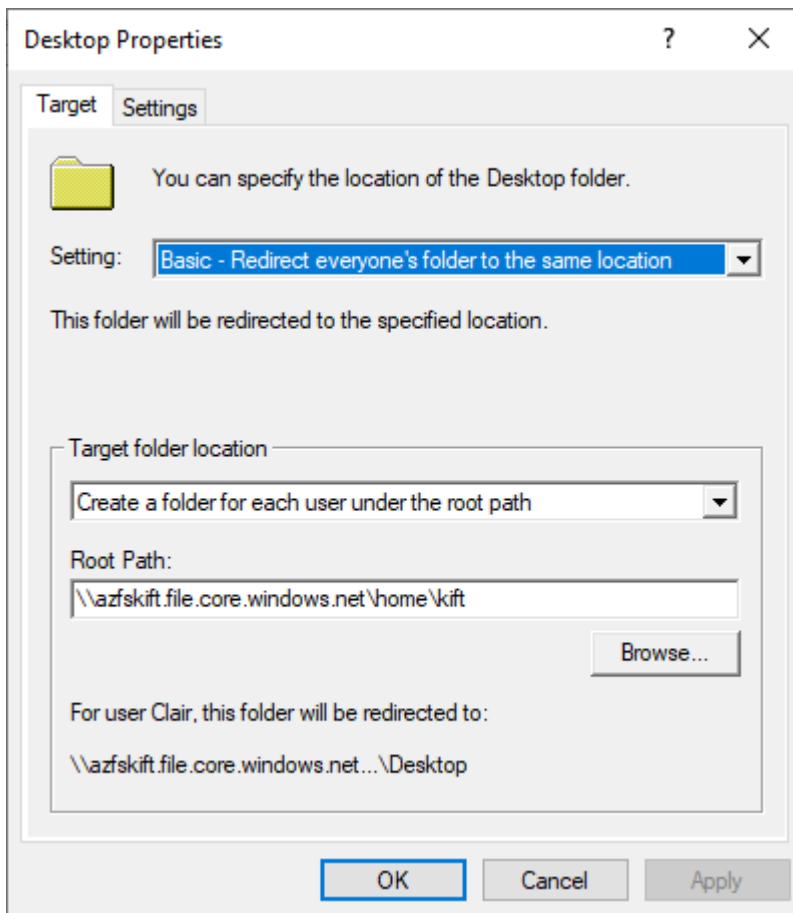 Desktop Properties
?
Target
Settings
You can specify the location of the Desktop folder.
Setting:
Basic - Redirect everyone's folder to the same location
This folder will be redirected to the specified location.
Target folder location
Create a folder for each user under the root path
Root Path:
\\azfskift.file.core.windows.net\home\kift
Browse...
For user Clair, this folder will be redirected to:
\\azfskift.file.core.windows.net...\Desktop
OK
Cancel
Apply